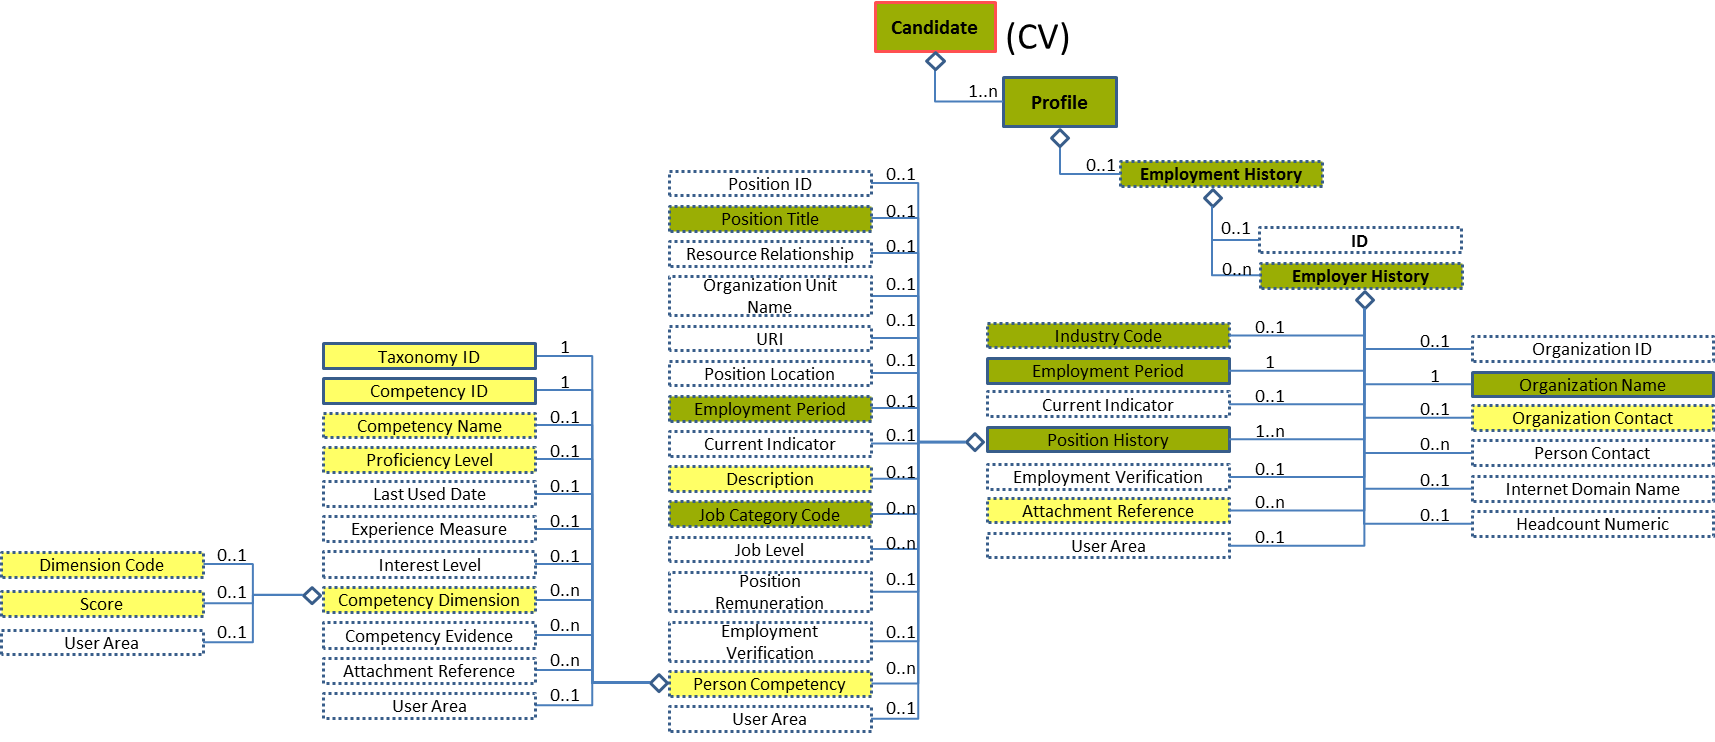 Candidate
(CV)
1..n
Profile
0..1
Employment History
0..1
ID
0..n
Employer History
Industry Code
0..1
Employment Period
1
Current Indicator
0..1
Position History
1..n
Employment Verification
0..1
Attachment Reference
0..n
User Area
0..1
0..1
Organization ID
1
Organization Name
0..1
Organization Contact
0..n
Person Contact
0..1
Internet Domain Name
0..1
Headcount Numeric
Position ID
0..1
Position Title
0..1
Resource Relationship
0..1
Organization Unit
Name
0..1
URI
0..1
Position Location
0..1
Employment Period
0..1
Current Indicator
0..1
Description
0..1
Job Category Code
0..n
Job Level
0..n
Position
Remuneration
0..1
Employment
Verification
0..1
Person Competency
0..n
User Area
0..1
Taxonomy ID
1
Competency ID
1
Competency Name
0..1
Proficiency Level
0..1
Last Used Date
0..1
Experience Measure
0..1
Interest Level
0..1
Competency Dimension
0..n
Competency Evidence
0..n
Attachment Reference
0..n
User Area
0..1
Dimension Code
0..1
Score
0..1
User Area
0..1